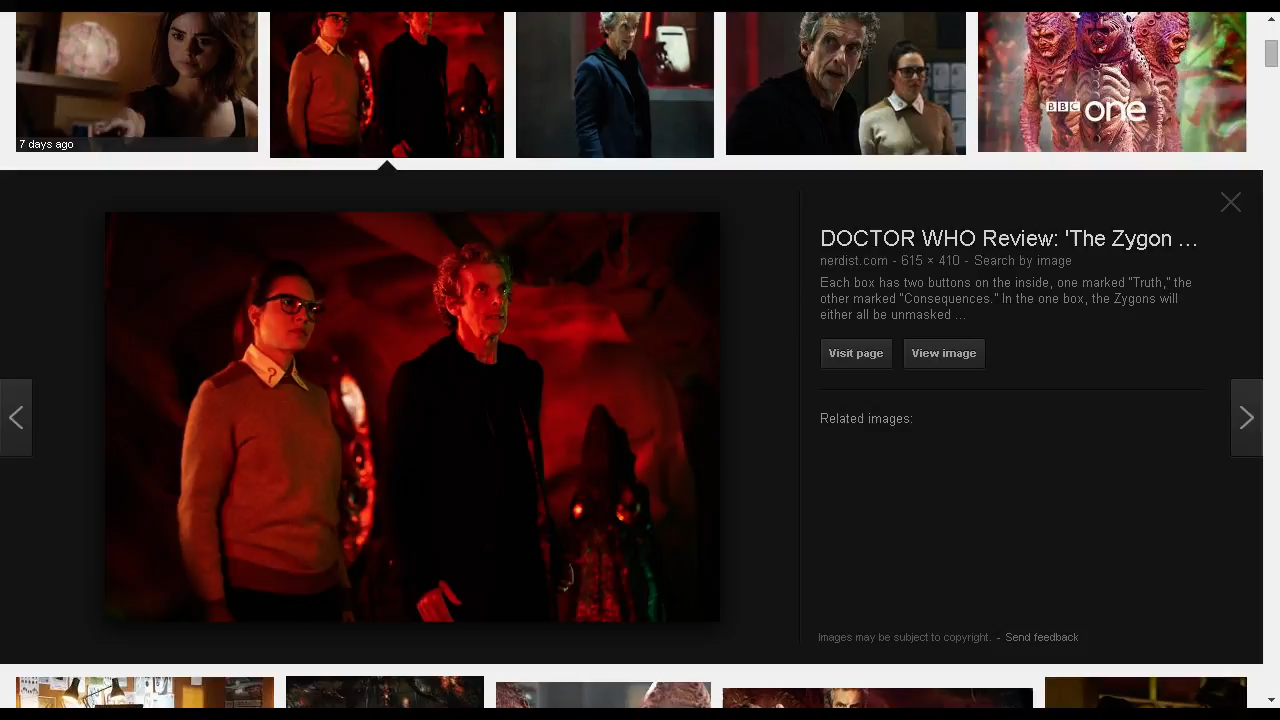 7 days ago
BBC one
DOCTOR WHO Review: 'The Zygon ...
nerdist.com - 615 × 410 - Search by image
Each box has two buttons on the inside, one marked "Truth," the
other marked "Consequences." In the one box, the Zygons will
either all be unmasked ...
Visit page
View image
Related images:
?
Images may be subject to copyright. - Send feedback